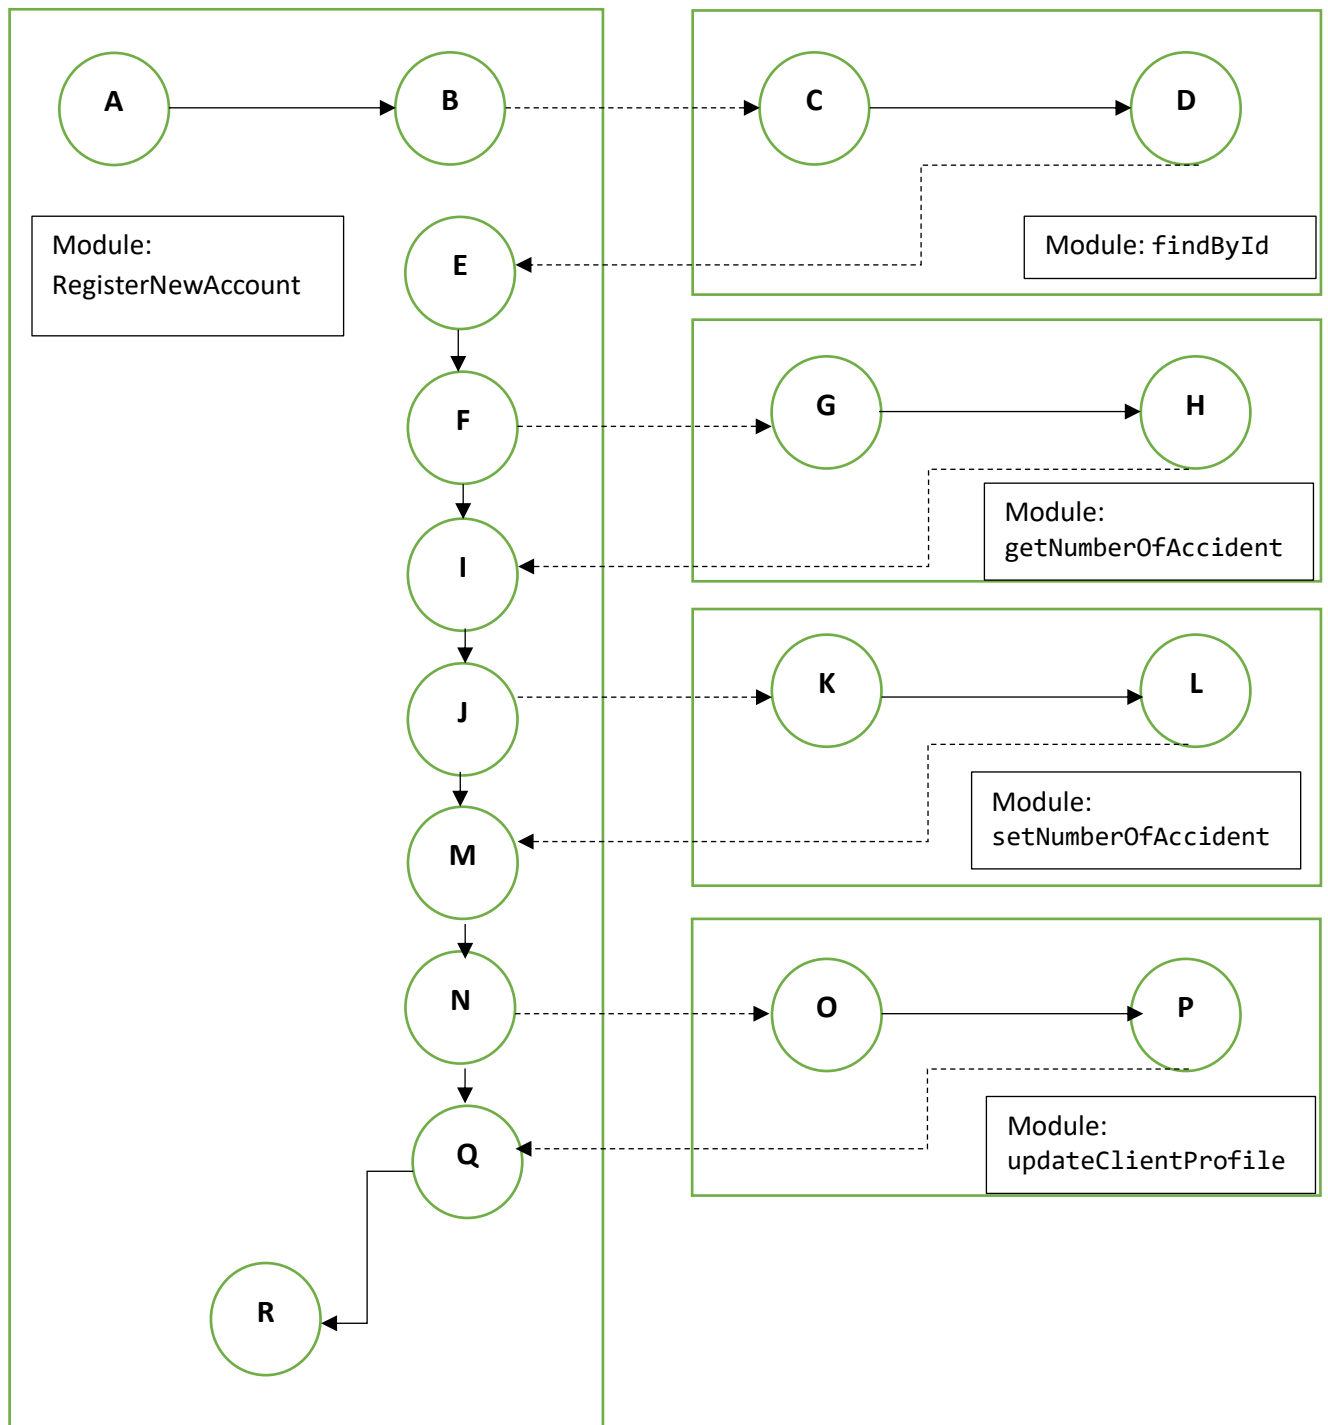 A
B
C
D
Module:
RegisterNewAccount
E
Module: findById
F
G
H
Module:
getNumberOfAccident
I
J
K
L
Module:
setNumberOfAccident
M
N
O
P
Module:
updateClientProfile
Q
R